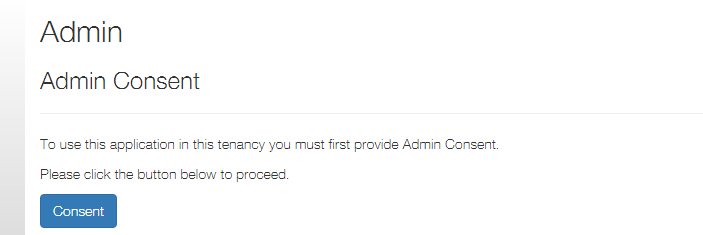 Admin
Admin Consent
To use this application in this tenancy you must first provide Admin Consent.
Please click the button below to proceed.
Consent